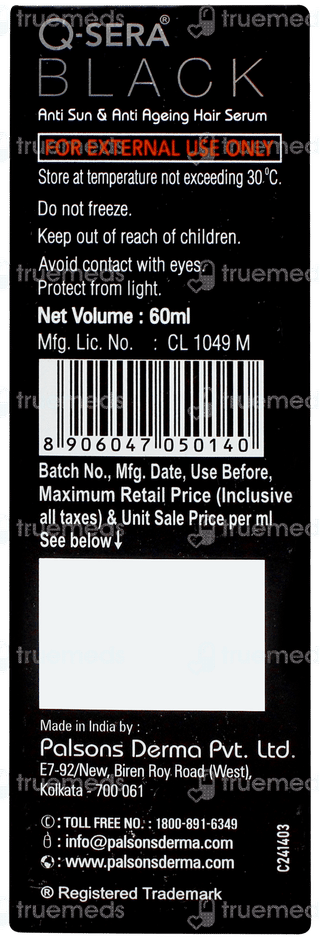 Q-SERA®
BLACK
Anti Sun & Anti Ageing Hair Serum
FOR EXTERNAL USE ONLY
Store at temperature not exceeding 30°C.
Do not freeze.
Keep out of reach of children.
Avoid contact with eyes.
Protect from light.
Net Volume : 60ml
Mfg. Lic. No. : CL 1049 M
8 906047 050140
Batch No., Mfg. Date, Use Before,
Maximum Retail Price (Inclusive
all taxes) & Unit Sale Price per ml
See below↓
Made in India by :
Palsons Derma Pvt. Ltd.
E7-92/New, Biren Roy Road (West),
Kolkata - 700 061
: TOLL FREE NO. : 1800-891-6349
: info@palsonsderma.com
: www.palsonsderma.com
C241403
® Registered Trademark
truemeds